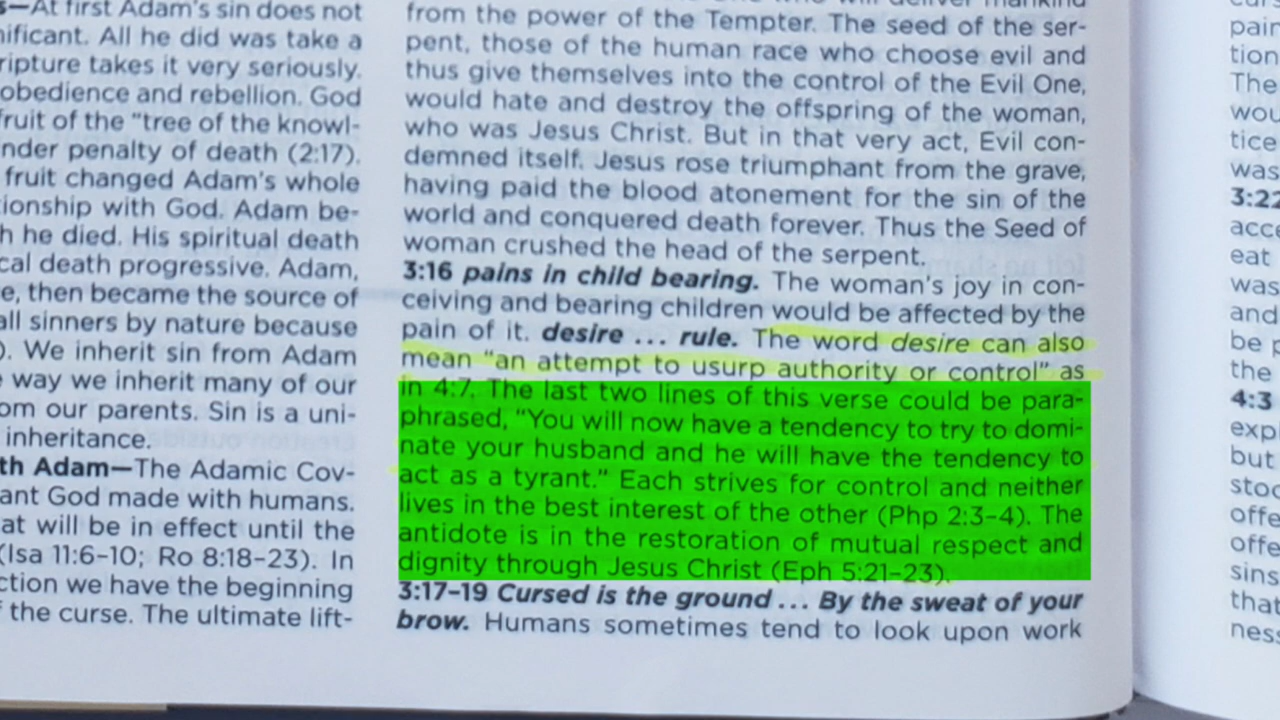 s—At first Adam's sin does not
nificant. All he did was take a
ripture takes it very seriously.
obedience and rebellion. God
fruit of the "tree of the knowl-
nder penalty of death (2:17).
fruit changed Adam's whole
ionship with God. Adam be-
h he died. His spiritual death
cal death progressive. Adam,
e, then became the source of
all sinners by nature because
). We inherit sin from Adam
way we inherit many of our
om our parents. Sin is a uni-
inheritance.
th Adam—The Adamic Cov-
ant God made with humans.
at will be in effect until the
(Isa 11:6–10; Ro 8:18–23). In
ction we have the beginning
the curse. The ultimate lift-
from the power of the Tempter. The seed of the ser-
pent, those of the human race who choose evil and
thus give themselves into the control of the Evil One,
would hate and destroy the offspring of the woman,
who was Jesus Christ. But in that very act, Evil con-
demned itself. Jesus rose triumphant from the grave,
having paid the blood atonement for the sin of the
world and conquered death forever. Thus the Seed of
woman crushed the head of the serpent.
3:16 pains in child bearing. The woman's joy in con-
ceiving and bearing children would be affected by the
pain of it. desire ... rule. The word desire can also
mean "an attempt to usurp authority or control" as
in 4:7. The last two lines of this verse could be para-
phrased, "You will now have a tendency to try to domi-
nate your husband and he will have the tendency to
act as a tyrant." Each strives for control and neither
lives in the best interest of the other (Php 2:3–4). The
antidote is in the restoration of mutual respect and
dignity through Jesus Christ (Eph 5:21–23).
3:17–19 Cursed is the ground ... By the sweat of your
brow. Humans sometimes tend to look upon work
pain
tion
The
wou
tice
was
3:22
acce
eat
was
and
be p
the
4:3
expl
but
stoo
offe
offe
sins
that
ness